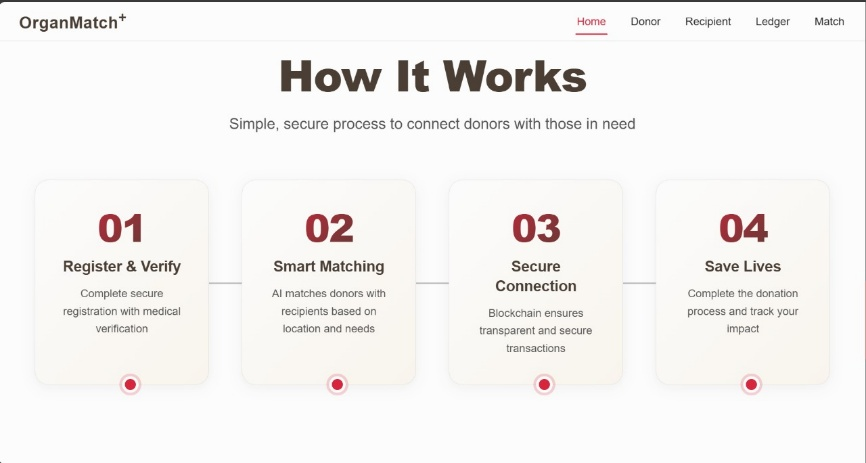 OrganMatch+
Home Donor Recipient Ledger Match
How It Works
Simple, secure process to connect donors with those in need
01
Register & Verify
Complete secure
registration with medical
verification
02
Smart Matching
AI matches donors with
recipients based on
location and needs
03
Secure
Connection
Blockchain ensures
transparent and secure
transactions
04
Save Lives
Complete the donation
process and track your
impact